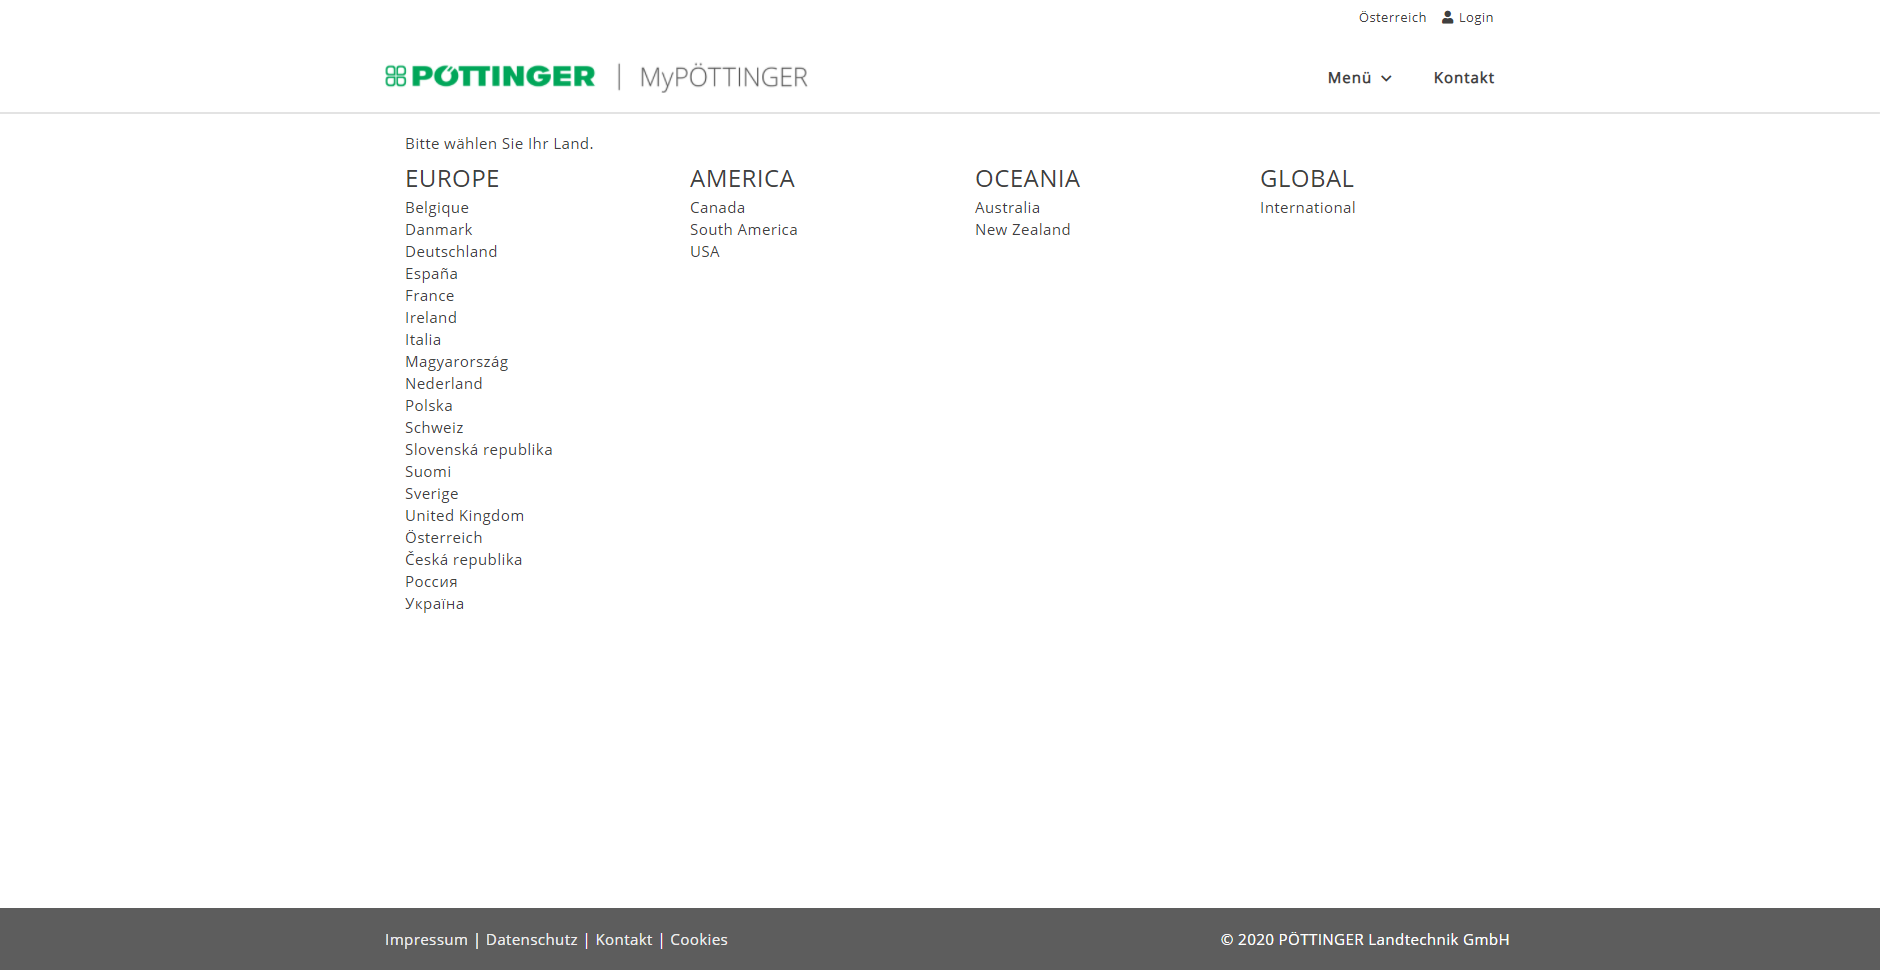 Österreich Login
PÖTTINGER | MyPÖTTINGER
Menü Kontakt
Bitte wählen Sie Ihr Land.
EUROPE
Belgique
Danmark
Deutschland
España
France
Ireland
Italia
Magyarország
Nederland
Polska
Schweiz
Slovenská republika
Suomi
Sverige
United Kingdom
Österreich
Česká republika
Россия
Україна
AMERICA
Canada
South America
USA
OCEANIA
Australia
New Zealand
GLOBAL
International
Impressum | Datenschutz | Kontakt | Cookies
© 2020 PÖTTINGER Landtechnik GmbH